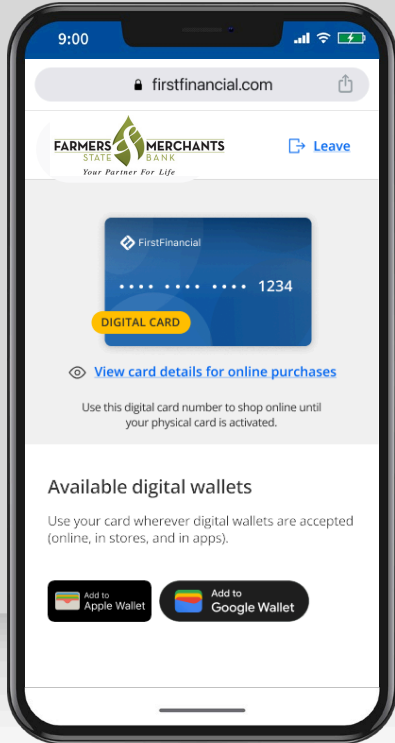 9:00
firstfinancial.com
FARMERS MERCHANTS
STATE BANK
Your Partner For Life
Leave
FirstFinancial
•••• •••• •••• 1234
DIGITAL CARD
View card details for online purchases
Use this digital card number to shop online until
your physical card is activated.
Available digital wallets
Use your card wherever digital wallets are accepted
(online, in stores, and in apps).
Add to
Apple Wallet
Add to
Google Wallet